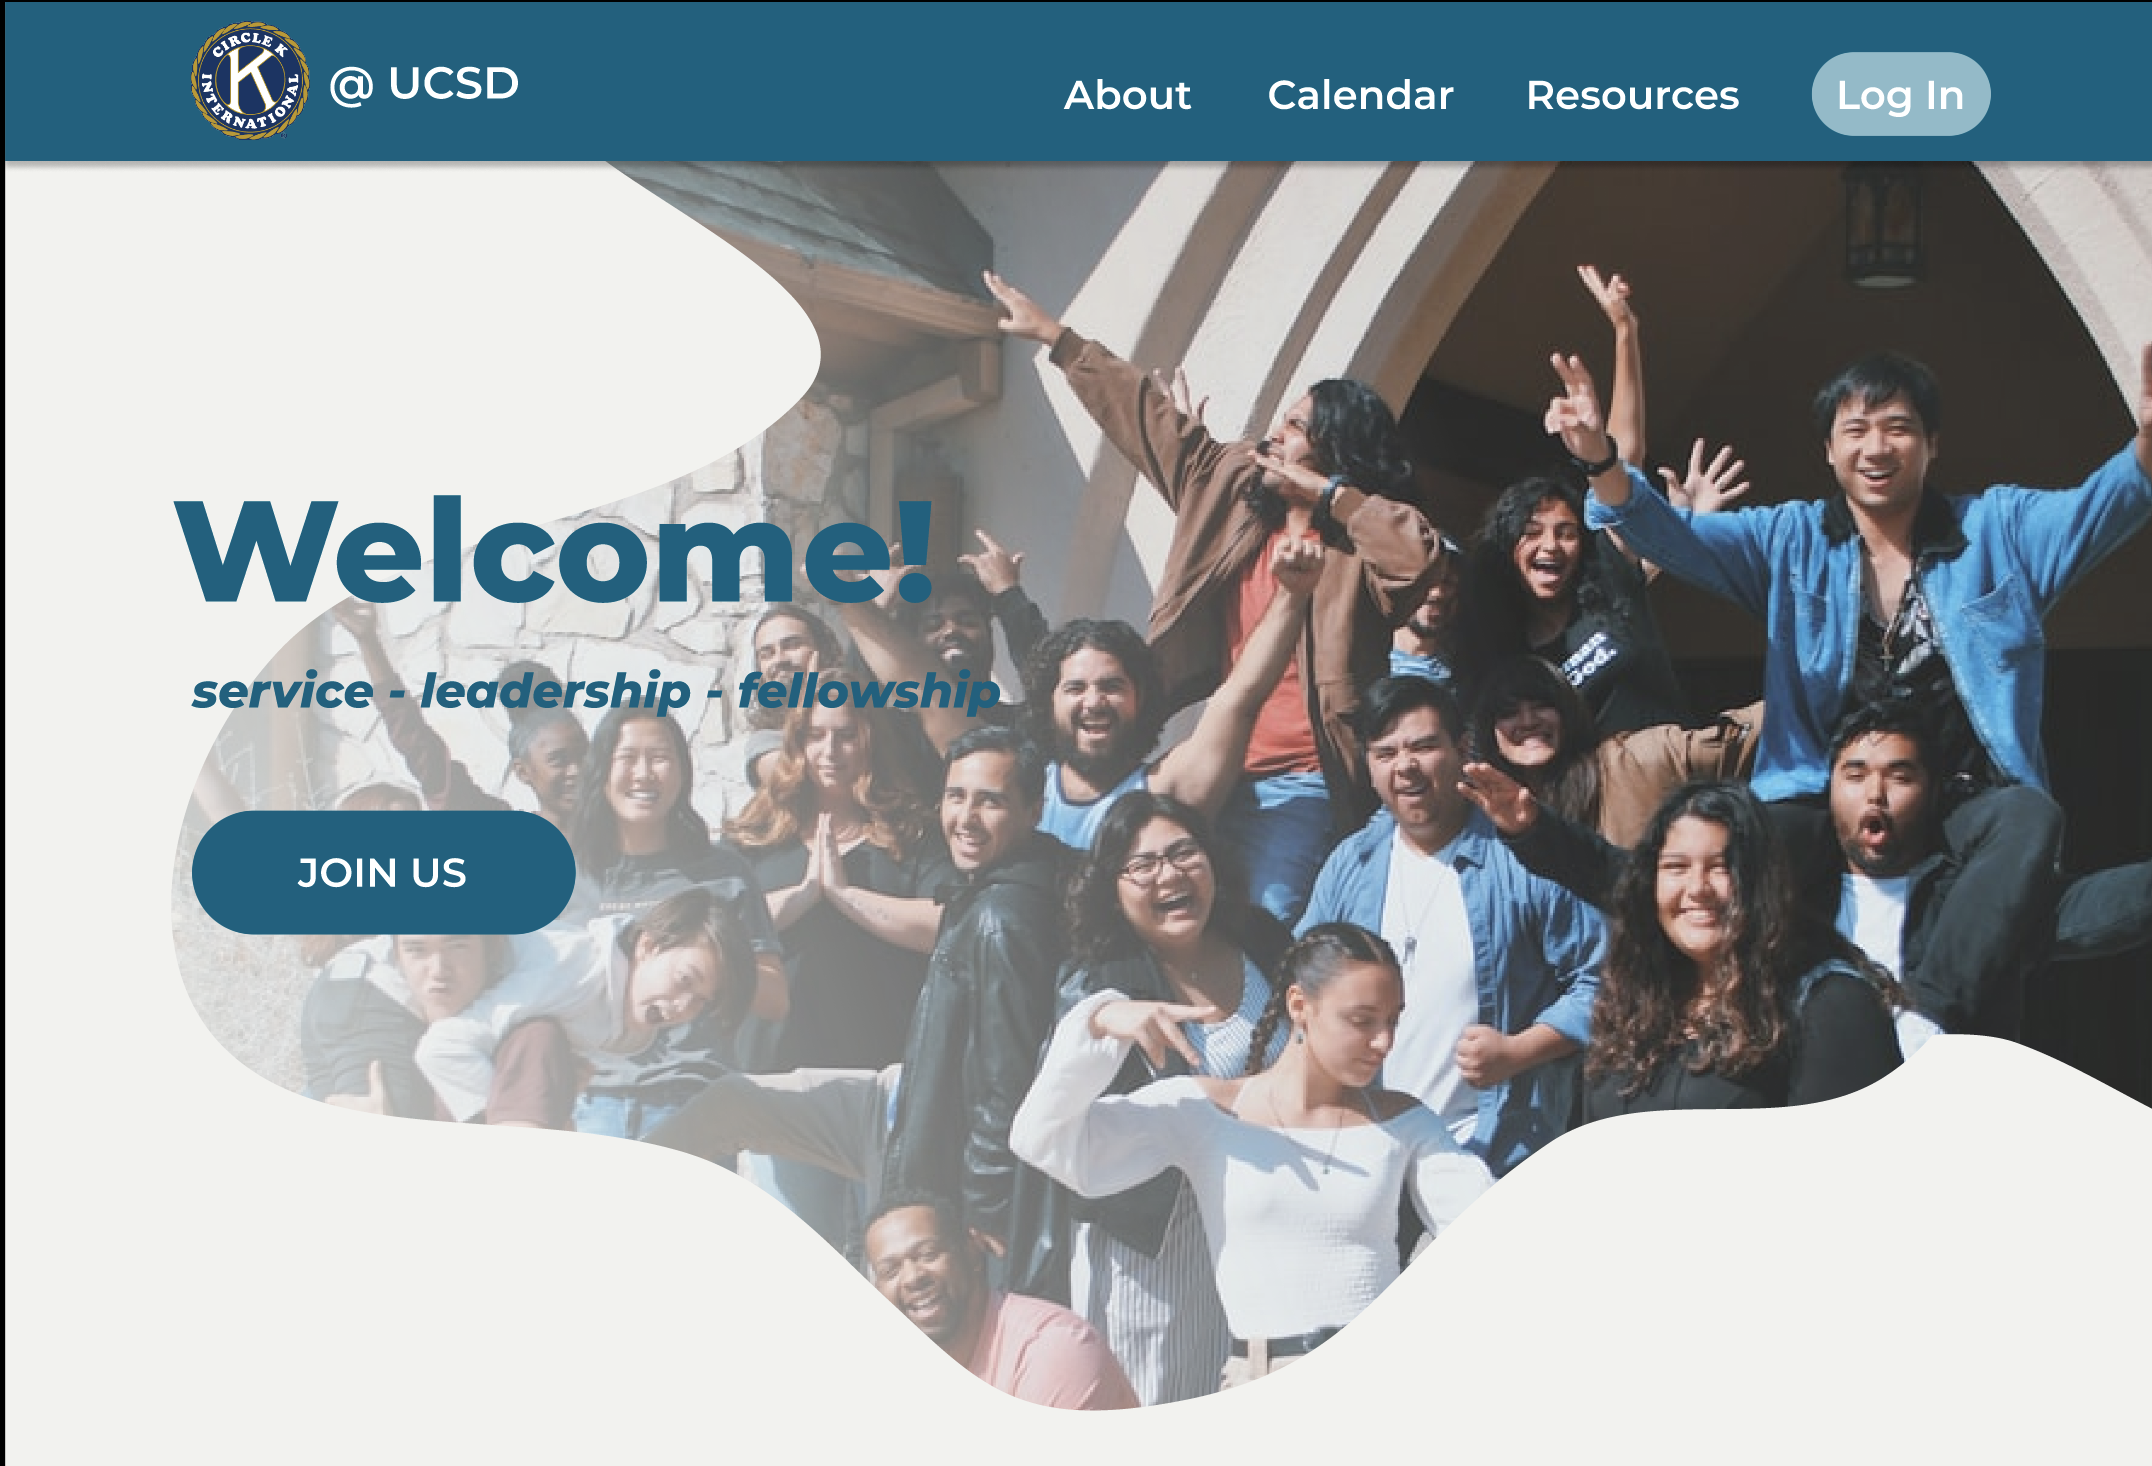 CIRCLE K
INTERNATIONAL
K
@ UCSD
About
Calendar
Resources
Log In
Welcome!
service - leadership - fellowship
JOIN US